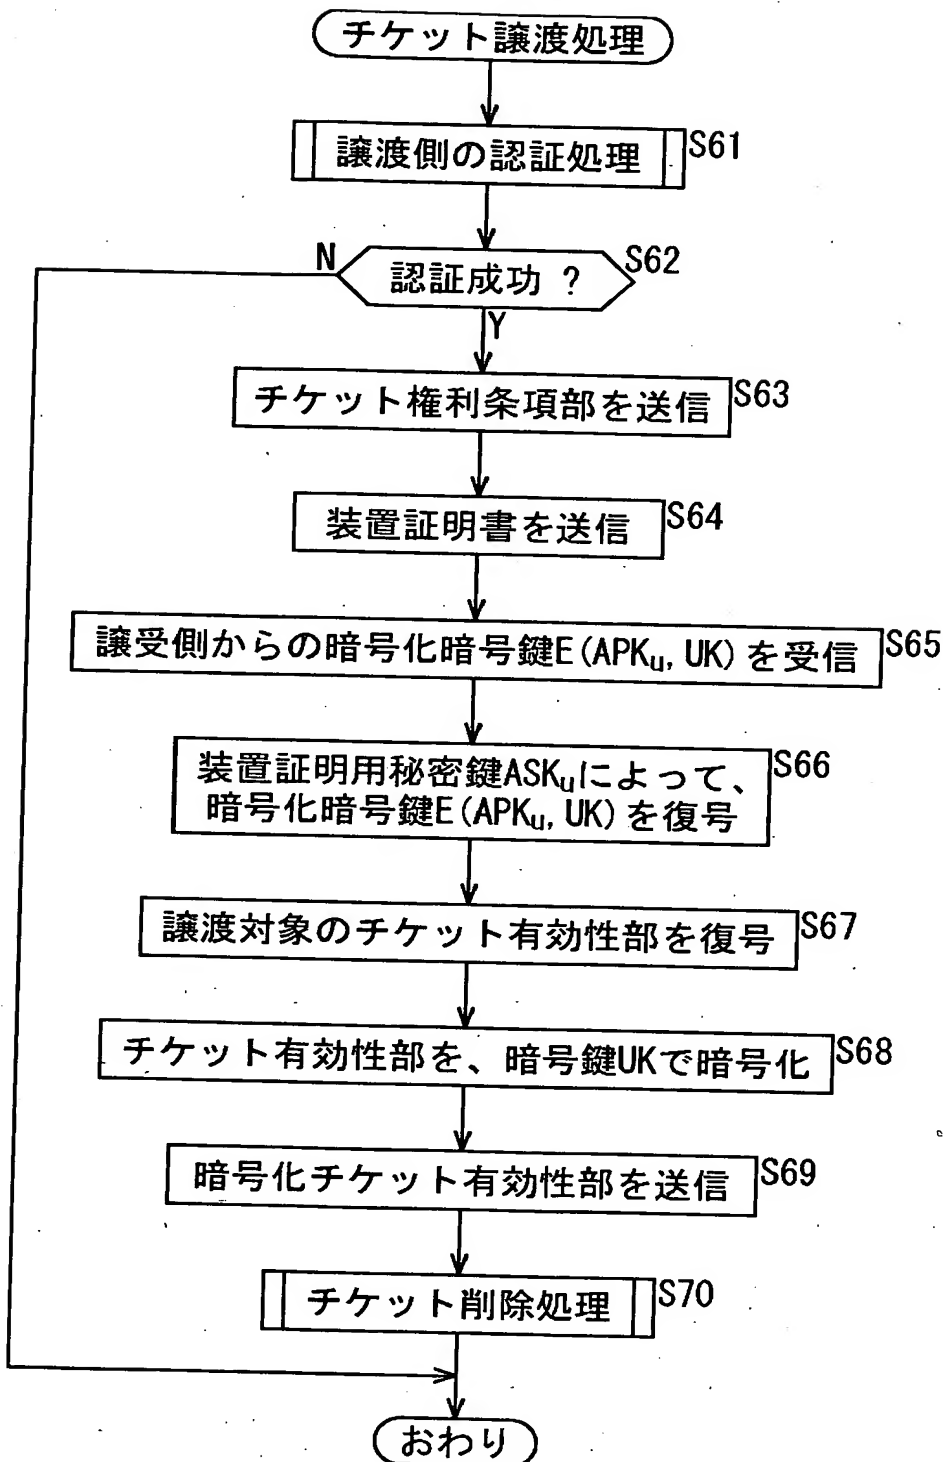 チケット譲渡処理
譲渡側の認証処理 S61
認証成功 ? S62
N
Y
チケット権利条項部を送信 S63
装置証明書を送信 S64
譲受側からの暗号化暗号鍵E(APKu, UK)を受信 S65
装置証明用秘密鍵ASKuによって、 S66
暗号化暗号鍵E(APKu, UK)を復号
譲渡対象のチケット有効性部を復号 S67
チケット有効性部を、暗号鍵UKで暗号化 S68
暗号化チケット有効性部を送信 S69
チケット削除処理 S70
おわり